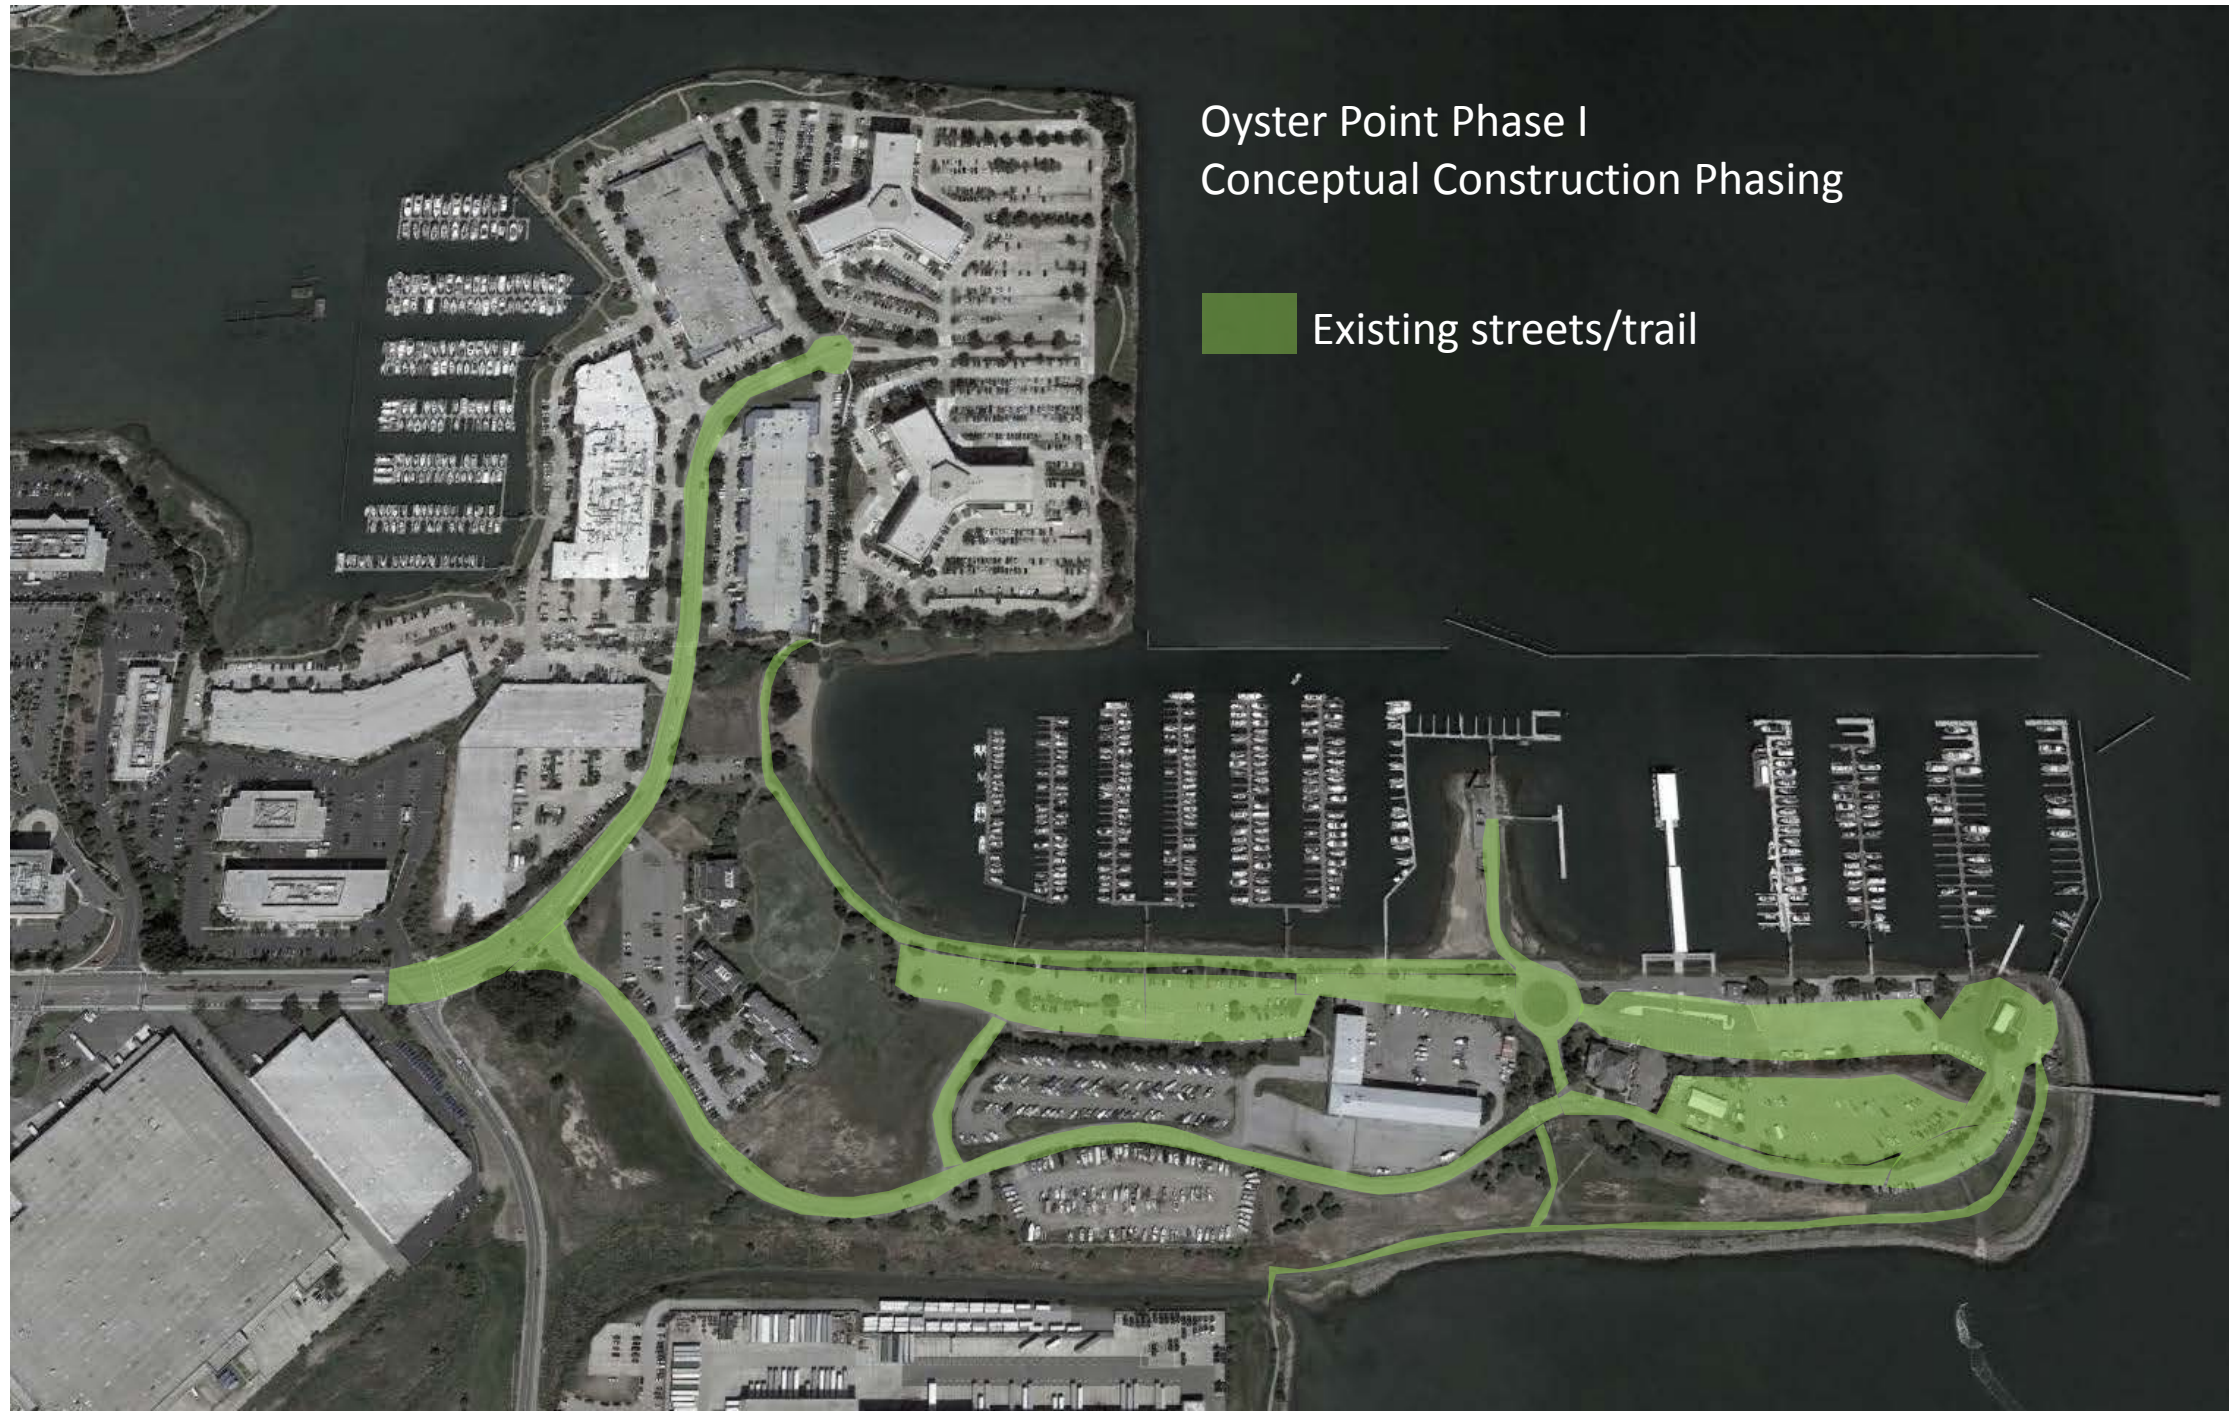 Oyster Point Phase I
Conceptual Construction Phasing
Existing streets/trail